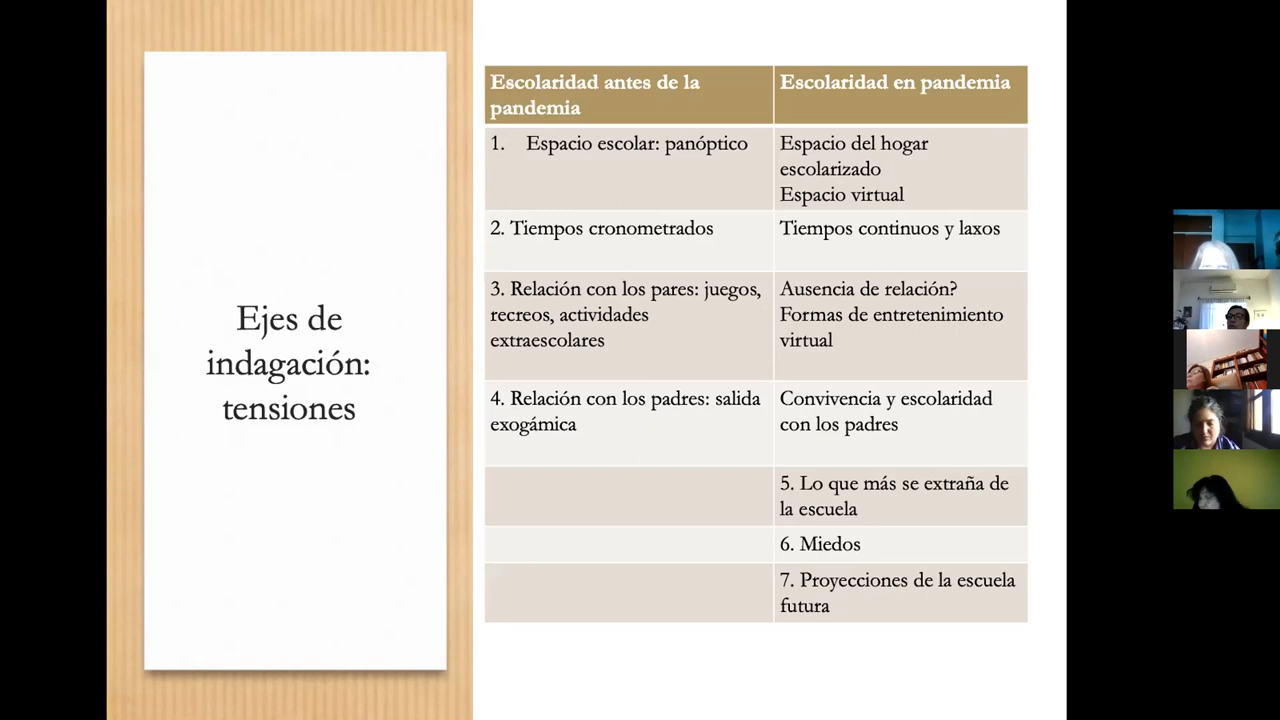 Ejes de
indagación:
tensiones
Escolaridad antes de la
pandemia
Escolaridad en pandemia
1. Espacio escolar: panóptico
Espacio del hogar
escolarizado
Espacio virtual
2. Tiempos cronometrados
Tiempos continuos y laxos
3. Relación con los pares: juegos,
recreos, actividades
extraescolares
Ausencia de relación?
Formas de entretenimiento
virtual
4. Relación con los padres: salida
exogámica
Convivencia y escolaridad
con los padres
5. Lo que más se extraña de
la escuela
6. Miedos
7. Proyecciones de la escuela
futura